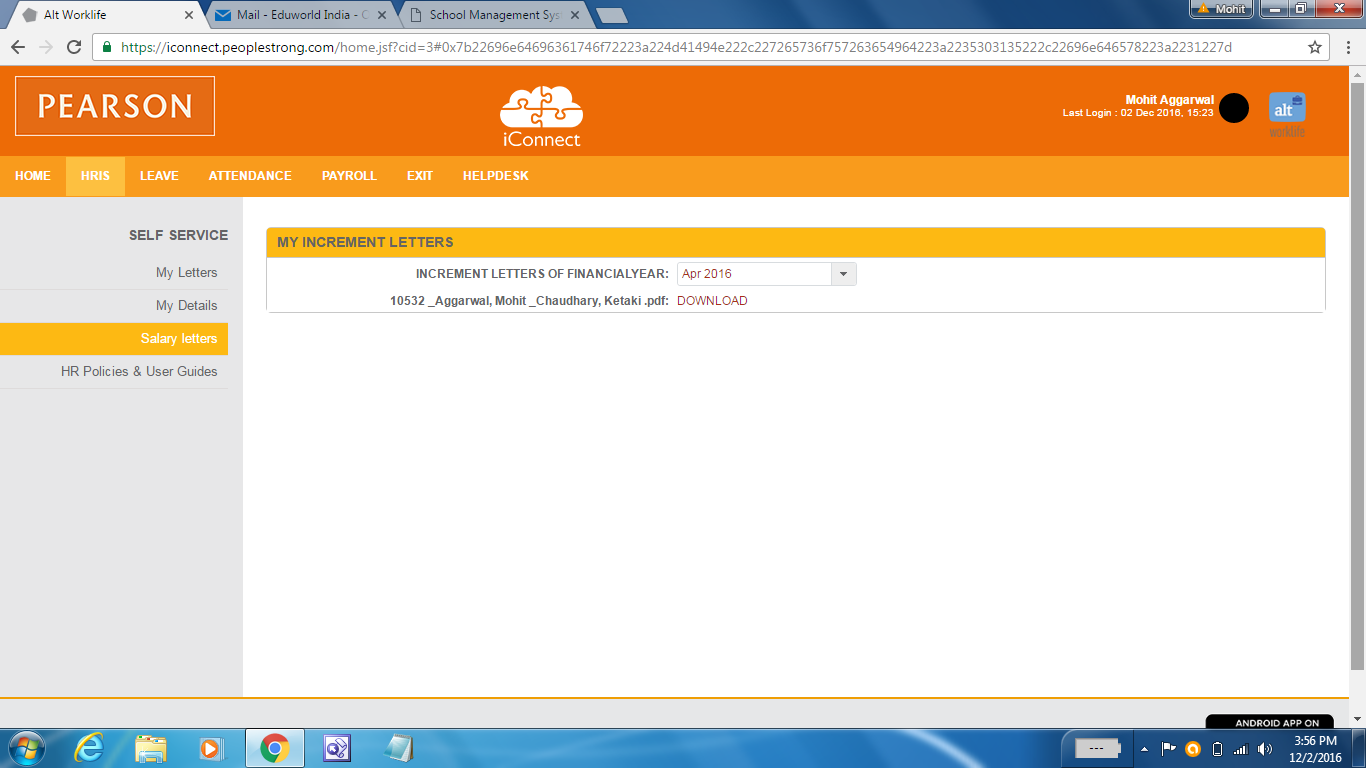 Alt Worklife
Mail - Eduworld India - C
School Management Sys
Mohit
https://iconnect.peoplestrong.com/home.jsf?cid=3#0x7b22696e64696361746f72223a224d41494e222c227265736f757263654964223a2235303135222c22696e646578223a2231227d
PEARSON
iConnect
Mohit Aggarwal
Last Login : 02 Dec 2016, 15:23
alt
worklife
HOME HRIS LEAVE ATTENDANCE PAYROLL EXIT HELPDESK
SELF SERVICE
My Letters
My Details
Salary letters
HR Policies & User Guides
MY INCREMENT LETTERS
INCREMENT LETTERS OF FINANCIALYEAR: Apr 2016
10532 _Aggarwal, Mohit _Chaudhary, Ketaki .pdf: DOWNLOAD
ANDROID APP ON
---
3:56 PM
12/2/2016